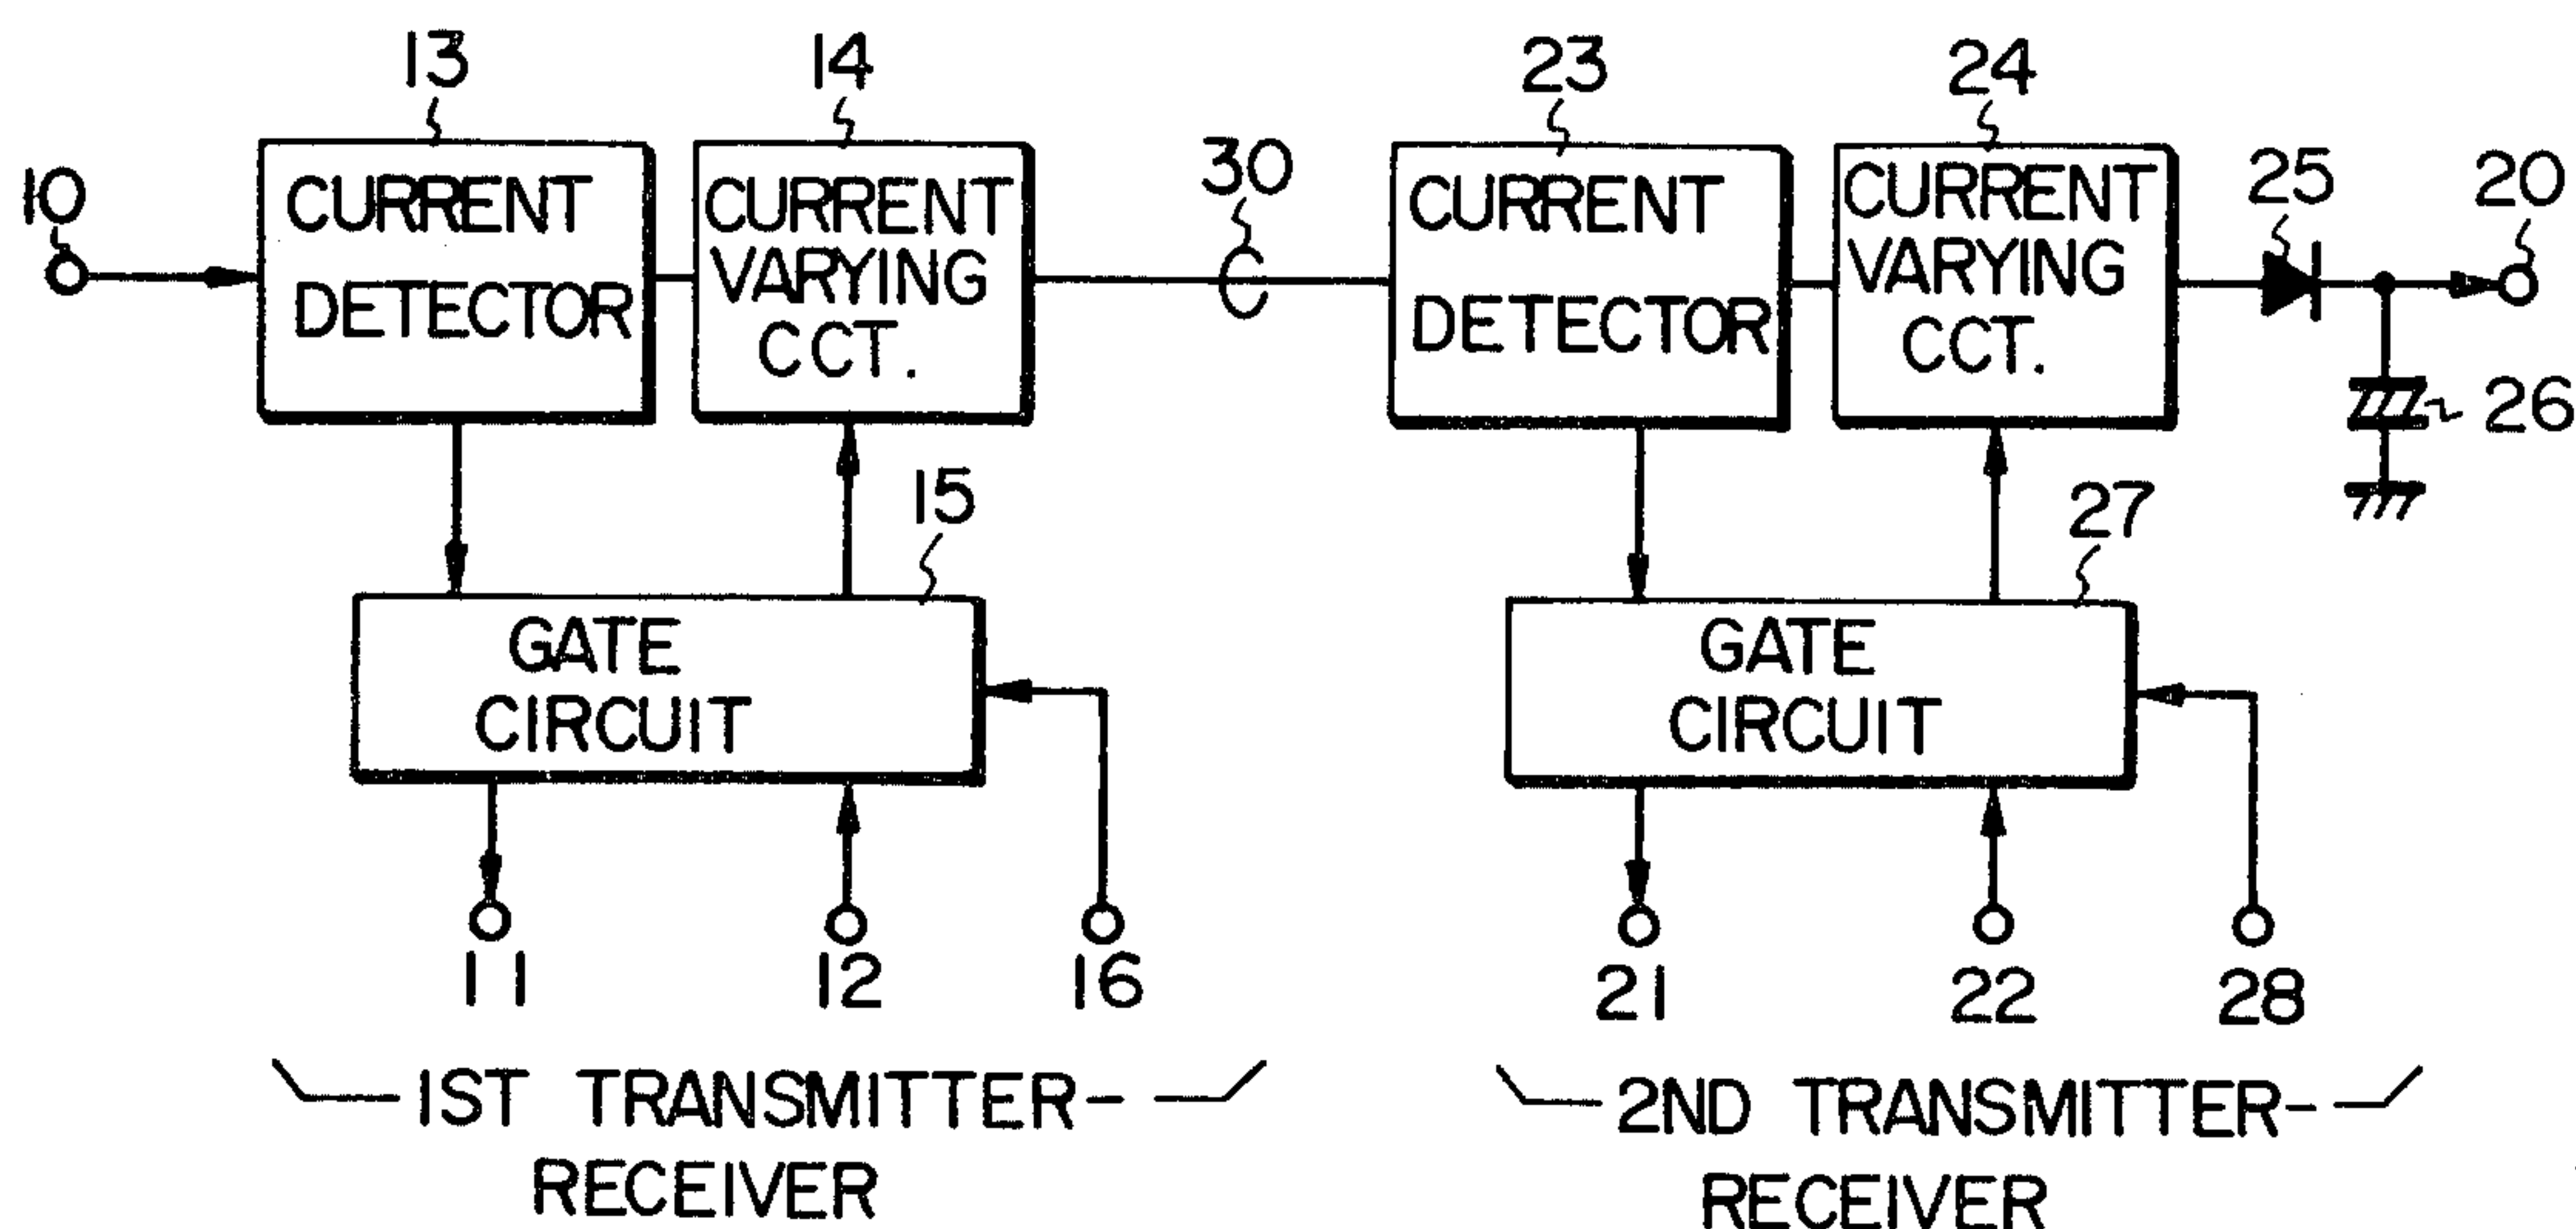 13
14
23
24
10
30
25
20
CURRENT
DETECTOR
CURRENT
VARYING
CCT.
CURRENT
DETECTOR
CURRENT
VARYING
CCT.
26
15
27
GATE
CIRCUIT
GATE
CIRCUIT
11
12
16
21
22
28
1ST TRANSMITTER-
RECEIVER
2ND TRANSMITTER-
RECEIVER